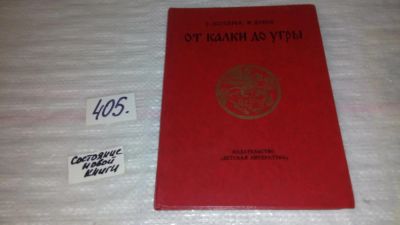 ОТ КАЛКИ ДО УГРЫ
ИЗДАТЕЛЬСТВО
«ДЕТСКАЯ ЛИТЕРАТУРА»
405.
Состояние
новой
книги